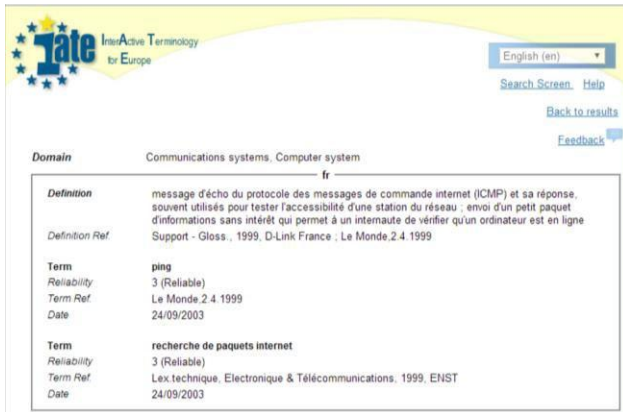 iate InterActive Terminology
for Europe
English (en)
Search Screen Help
Back to results
Feedback
Domain Communications systems, Computer system
fr
Definition message d'écho du protocole des messages de commande internet (ICMP) et sa réponse,
souvent utilisés pour tester l'accessibilité d'une station du réseau ; envoi d'un petit paquet
d'informations sans intérêt qui permet à un internaute de vérifier qu'un ordinateur est en ligne
Definition Ref. Support - Gloss., 1999, D-Link France ; Le Monde,2.4.1999
Term ping
Reliability 3 (Reliable)
Term Ref. Le Monde,2.4.1999
Date 24/09/2003
Term recherche de paquets internet
Reliability 3 (Reliable)
Term Ref. Lex.technique, Electronique & Télécommunications, 1999, ENST
Date 24/09/2003